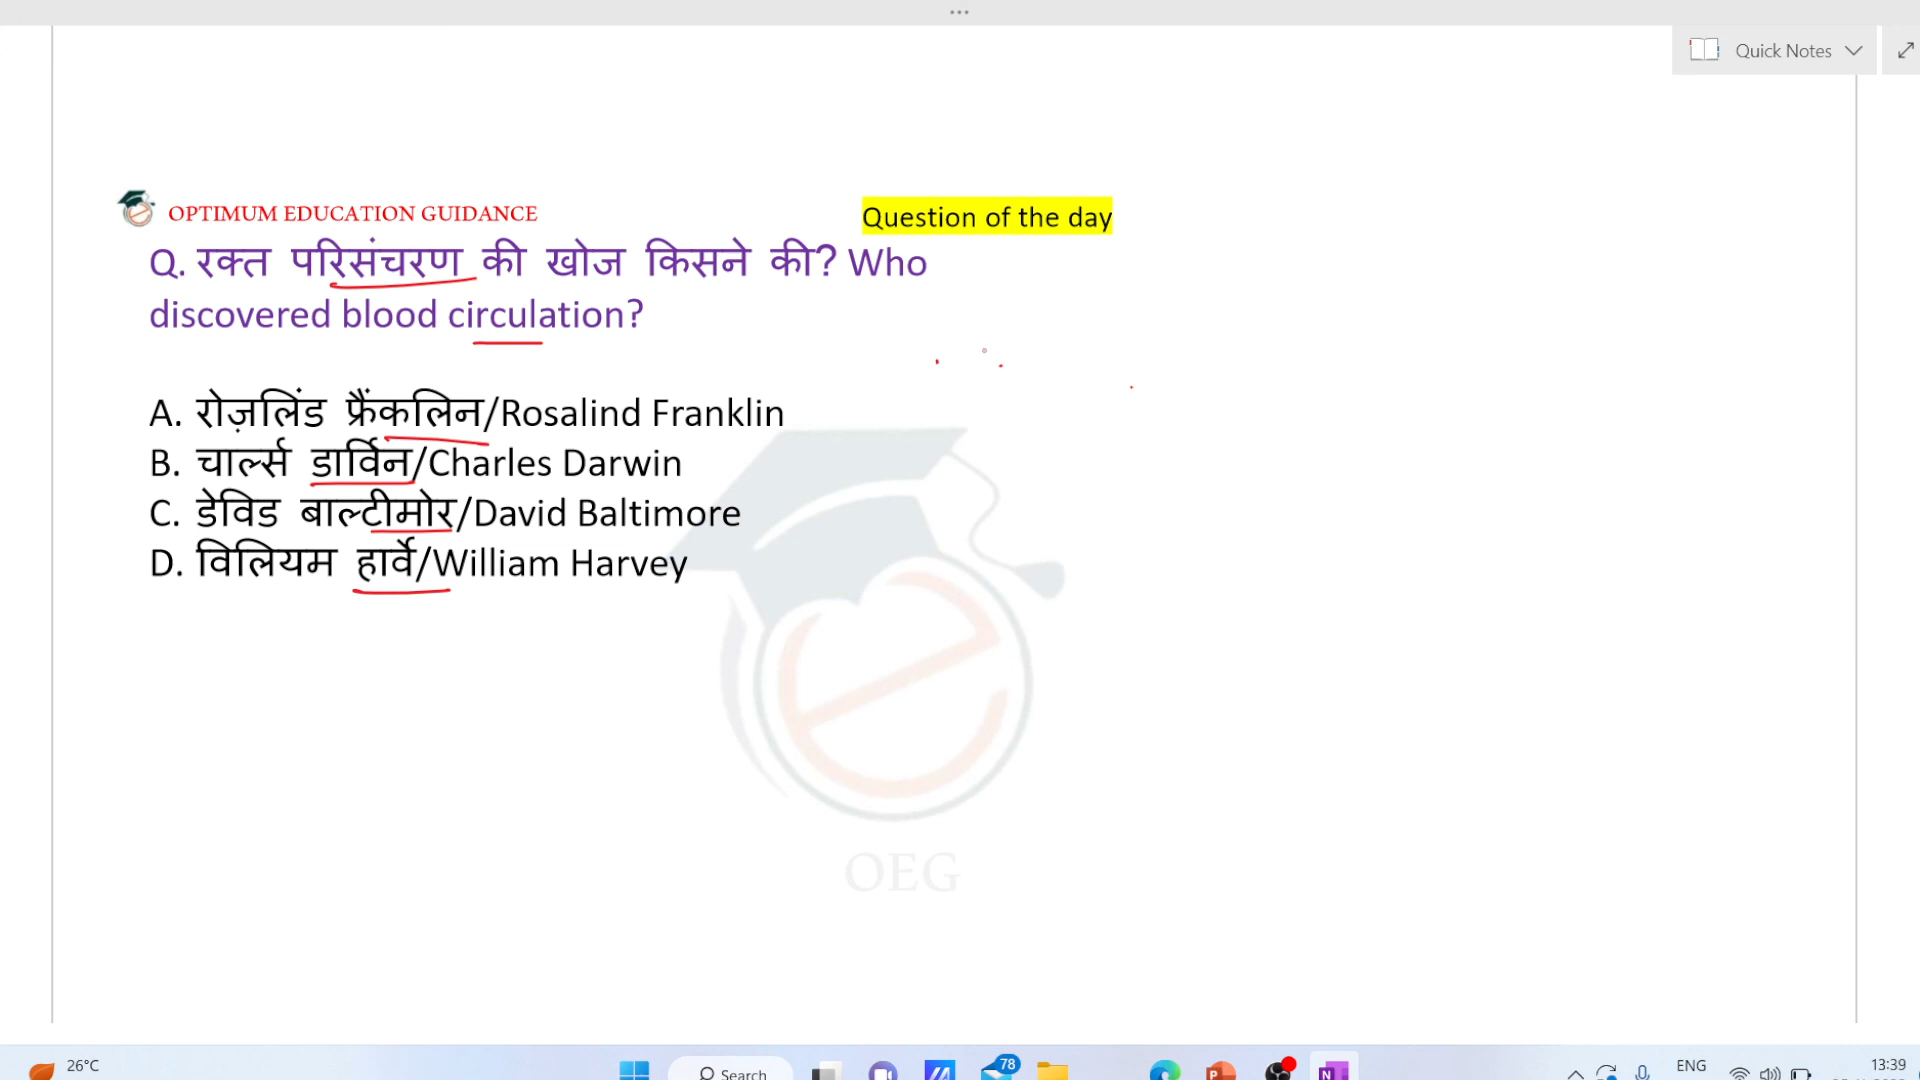 ...
Quick Notes
OPTIMUM EDUCATION GUIDANCE
Question of the day
Q. रक्त परिसंचरण की खोज किसने की? Who
discovered blood circulation?
A. रोज़लिंड फ्रैंकलिन/Rosalind Franklin
B. चार्ल्स डार्विन/Charles Darwin
C. डेविड बाल्टीमोर/David Baltimore
D. विलियम हार्वे/William Harvey
OEG
26°C
Search
78
ENG
13:39